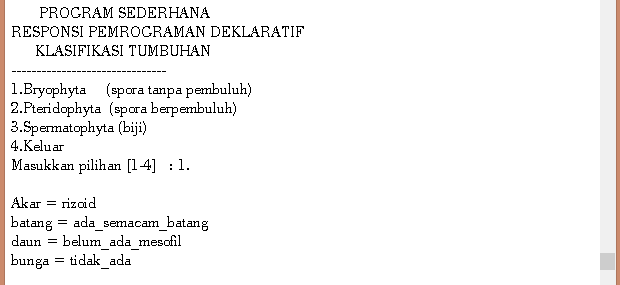 PROGRAM SEDERHANA
RESPONSI PEMROGRAMAN DEKLARATIF
KLASIFIKASI TUMBUHAN
-------------------------------
1.Bryophyta (spora tanpa pembuluh)
2.Pteridophyta (spora berpembuluh)
3.Spermatophyta (biji)
4.Keluar
Masukkan pilihan [1-4] : 1.
Akar = rizoid
batang = ada_semacam_batang
daun = belum_ada_mesofil
bunga = tidak_ada